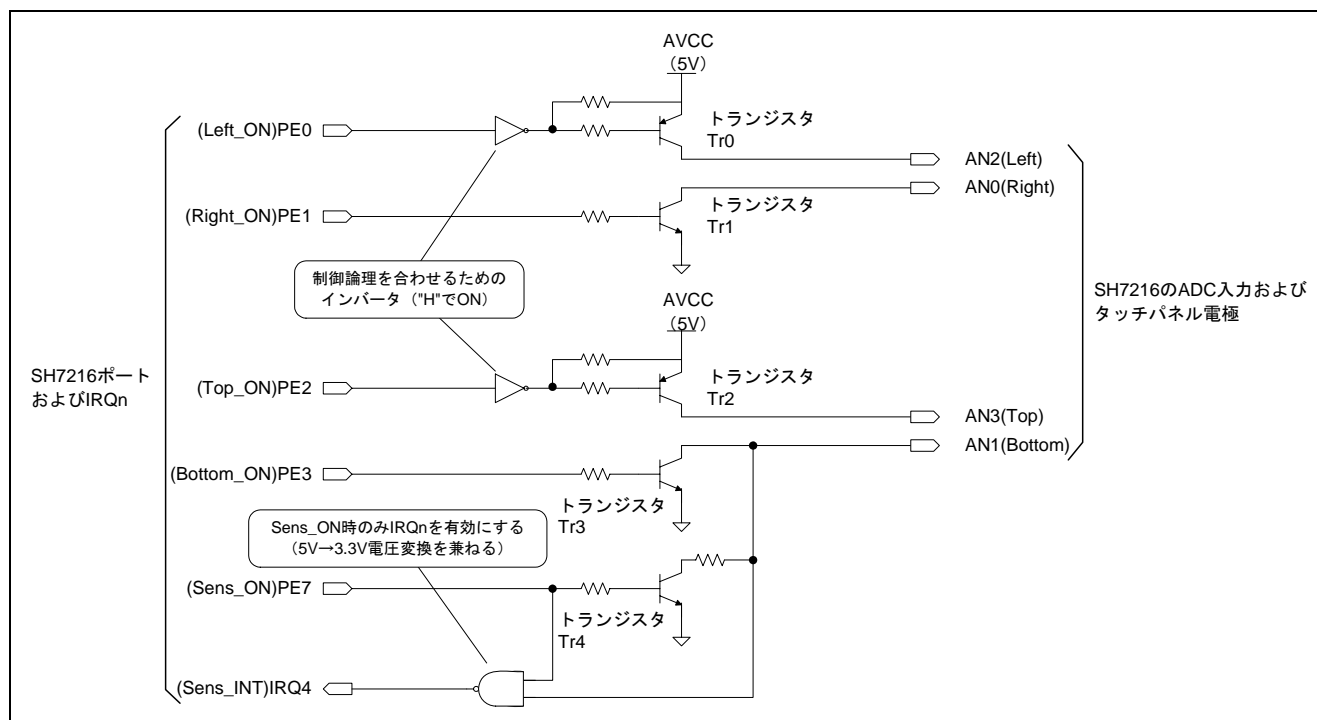 AVCC
(5V)
(Left_ON)PE0
トランジスタ
Tr0
AN2(Left)
AN0(Right)
(Right_ON)PE1
トランジスタ
Tr1
制御論理を合わせるための
インバータ（"H"でON）
AVCC
(5V)
SH7216のADC入力および
タッチパネル電極
SH7216ポート
およびIRQn
(Top_ON)PE2
トランジスタ
Tr2
AN3(Top)
AN1(Bottom)
(Bottom_ON)PE3
トランジスタ
Tr3
Sens_ON時のみIRQnを有効にする
（5V→3.3V電圧変換を兼ねる）
(Sens_ON)PE7
トランジスタ
Tr4
(Sens_INT)IRQ4